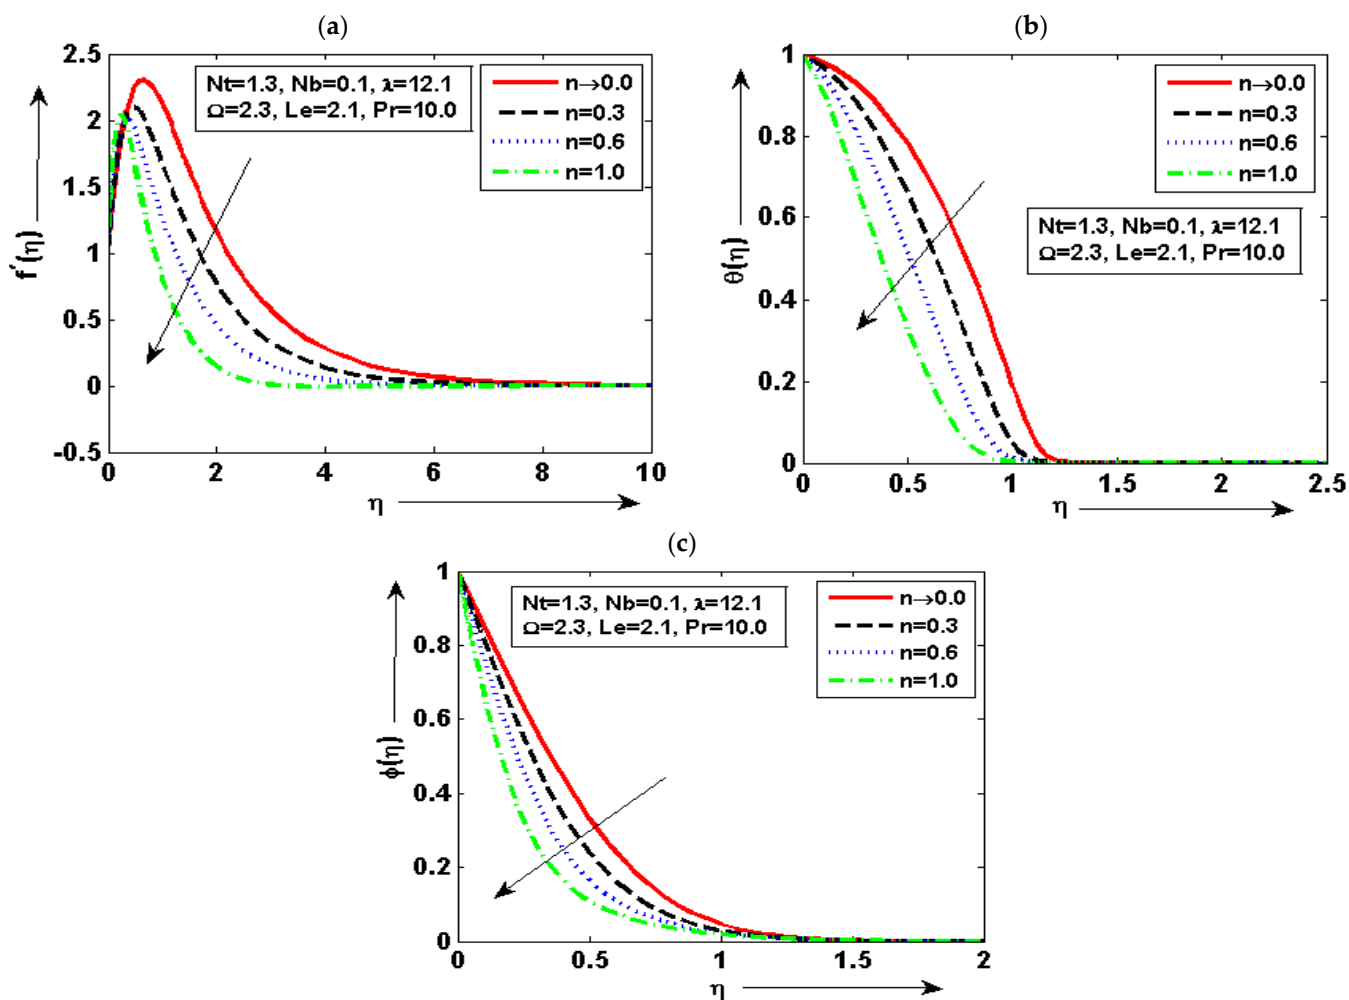 (a)
2.5
2
1.5
1
0.5
0
-0.5
f'(η)
Nt=1.3, Nb=0.1, λ=12.1
Ω=2.3, Le=2.1, Pr=10.0
n→0.0
n=0.3
n=0.6
n=1.0
0 2 4 6 8 10
η
(b)
1
0.8
0.6
0.4
0.2
0
θ(η)
n→0.0
n=0.3
n=0.6
n=1.0
Nt=1.3, Nb=0.1, λ=12.1
Ω=2.3, Le=2.1, Pr=10.0
0 0.5 1 1.5 2 2.5
η
(c)
1
0.8
0.6
0.4
0.2
0
ϕ(η)
Nt=1.3, Nb=0.1, λ=12.1
Ω=2.3, Le=2.1, Pr=10.0
n→0.0
n=0.3
n=0.6
n=1.0
0 0.5 1 1.5 2
η